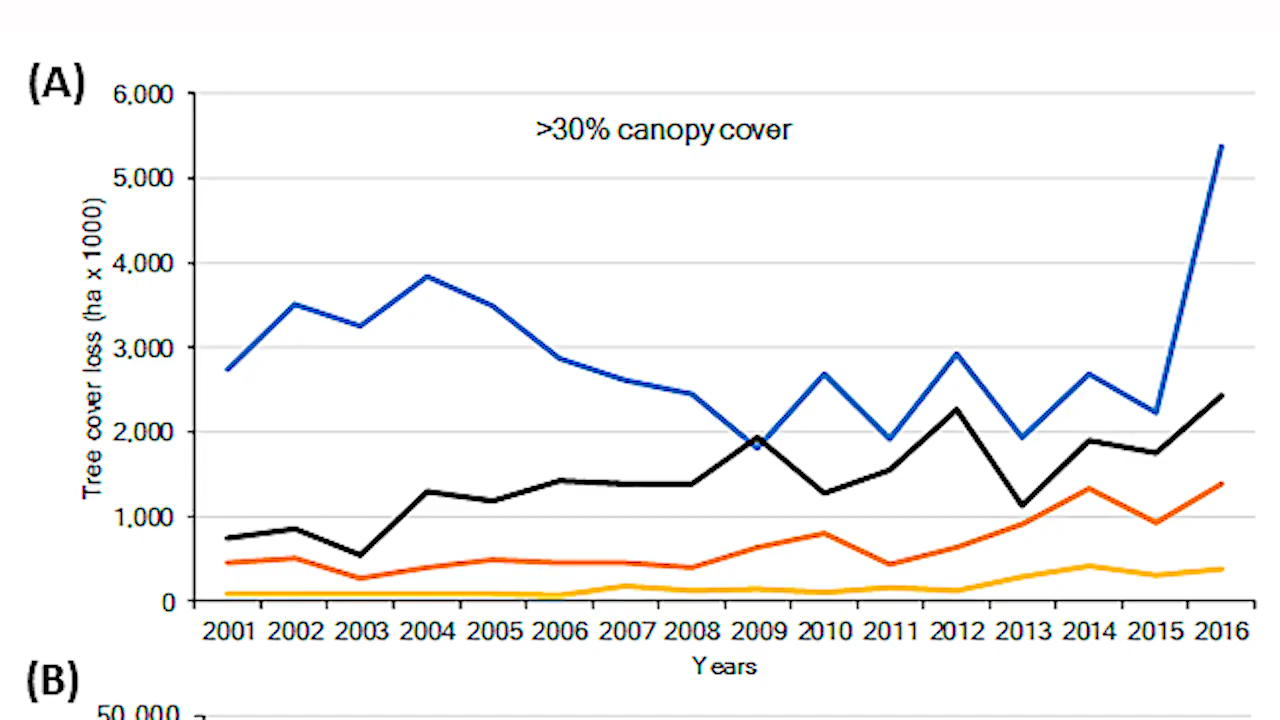 (A)
>30% canopy cover
Tree cover loss (ha x 1000)
6,000
5,000
4,000
3,000
2,000
1,000
0
2001 2002 2003 2004 2005 2006 2007 2008 2009 2010 2011 2012 2013 2014 2015 2016
Years
(B)
50,000